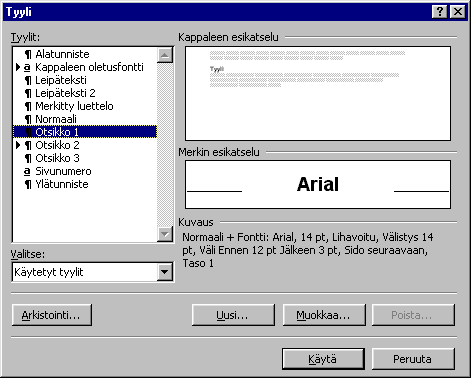 Tyyli
Tyylit:
¶ Alatunniste
a Kappaleen oletusfontti
¶ Leipäteksti
¶ Leipäteksti 2
¶ Merkitty luettelo
¶ Normaali
¶ Otsikko 1
¶ Otsikko 2
¶ Otsikko 3
a Sivunumero
¶ Ylätunniste
Valitse:
Käytetyt tyylit
Kappaleen esikatselu
Tyyli
Merkin esikatselu
Arial
Kuvaus
Normaali + Fontti: Arial, 14 pt, Lihavoitu, Välistys 14
pt, Väli Ennen 12 pt Jälkeen 3 pt, Sido seuraavaan,
Taso 1
Arkistointi...
Uusi...
Muokkaa...
Poista...
Käytä
Peruuta